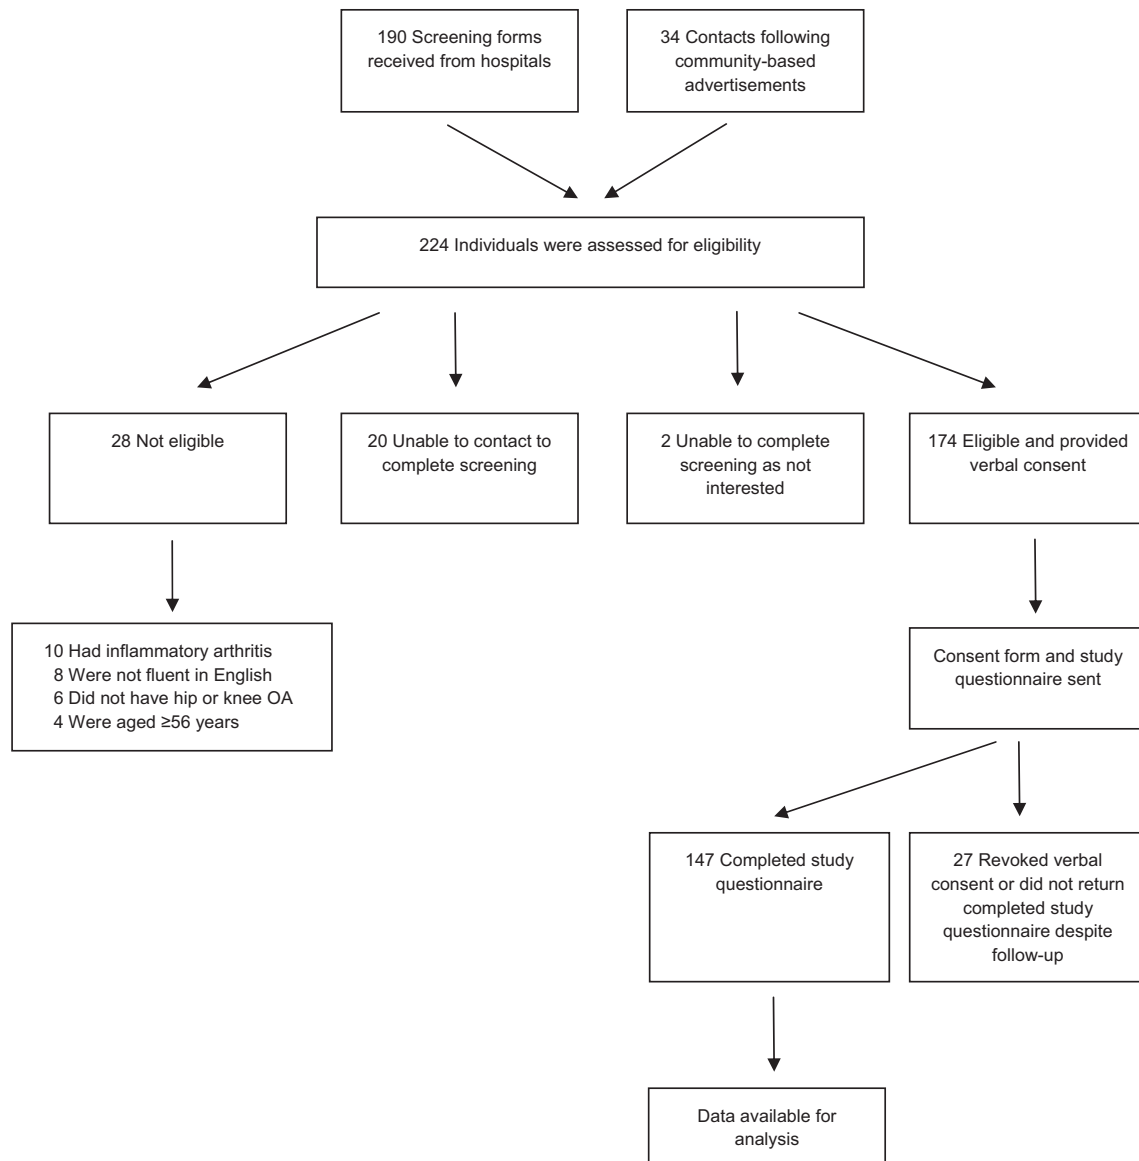 190 Screening forms
received from hospitals
34 Contacts following
community-based
advertisements
224 Individuals were assessed for eligibility
28 Not eligible
20 Unable to contact to
complete screening
2 Unable to complete
screening as not
interested
174 Eligible and provided
verbal consent
10 Had inflammatory arthritis
8 Were not fluent in English
6 Did not have hip or knee OA
4 Were aged ≥56 years
Consent form and study
questionnaire sent
147 Completed study
questionnaire
27 Revoked verbal
consent or did not return
completed study
questionnaire despite
follow-up
Data available for
analysis